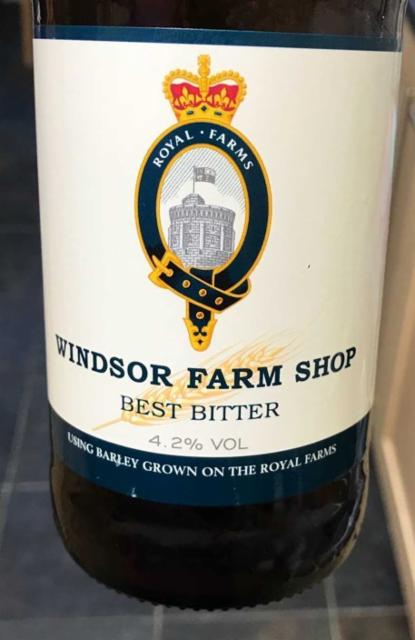 ROYAL · FARMS
WINDSOR FARM SHOP
BEST BITTER
4.2% VOL
USING BARLEY GROWN ON THE ROYAL FARMS